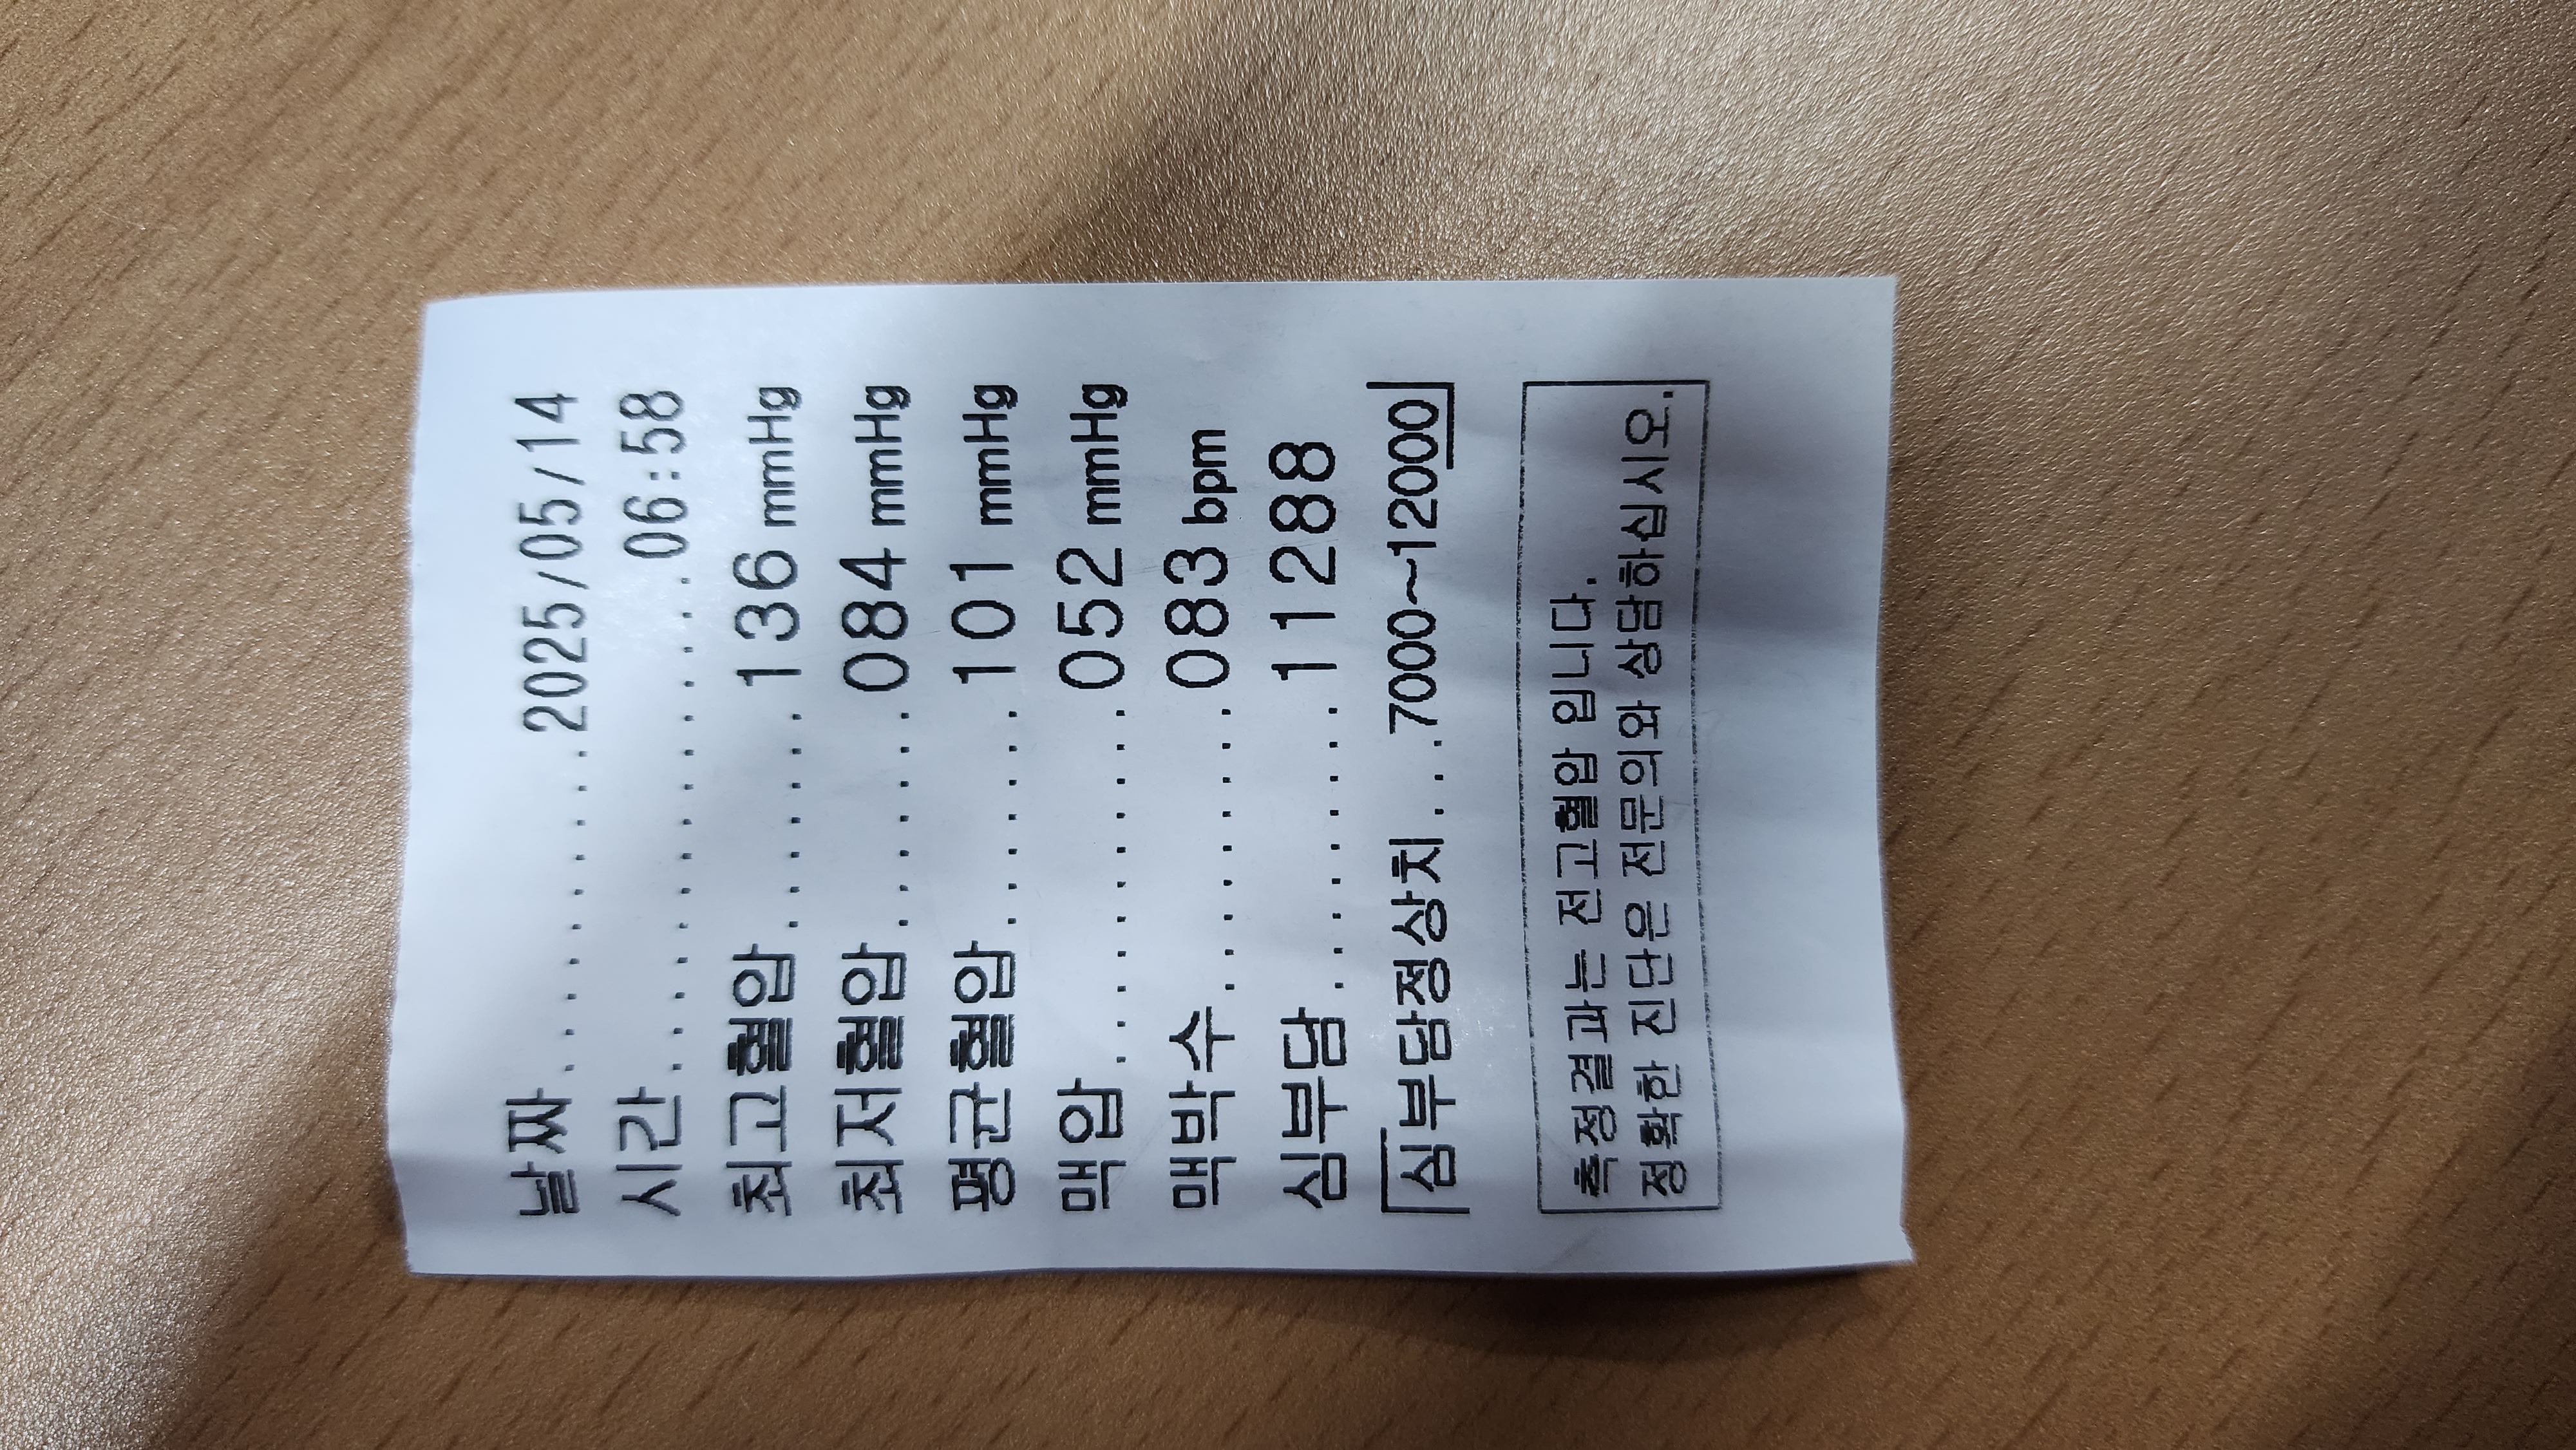 날짜...............2025/05/14
시간...................06:58
최고혈압.......136 mmHg
최저혈압.......084 mmHg
평균혈압.......101 mmHg
맥압...........052 mmHg
맥박수.........083 bpm
심부담.........11288
심부담정상치...7000~12000
측정결과는 전고혈압 입니다.
정확한 진단은 전문의와 상담하십시오.